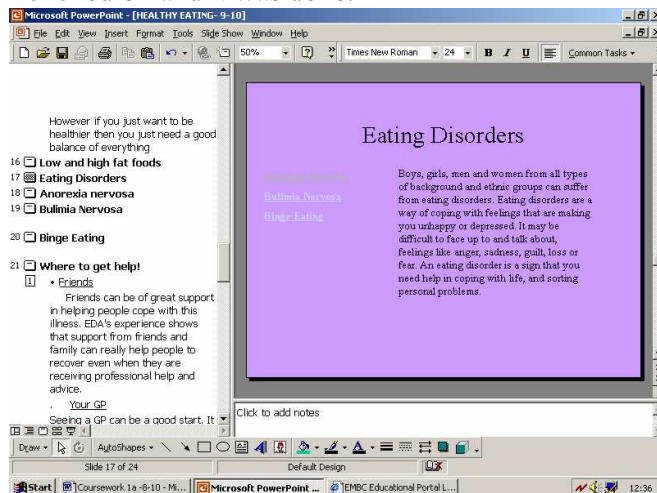 Microsoft PowerPoint - [HEALTHY EATING- 9-10]
File Edit View Insert Format Tools Slide Show Window Help
50% Times New Roman 24 B I U Common Tasks
However if you just want to be
healthier then you just need a good
balance of everything
16 Low and high fat foods
17 Eating Disorders
18 Anorexia nervosa
19 Bulimia Nervosa
20 Binge Eating
21 Where to get help!
1 • Friends
Friends can be of great support
in helping people cope with this
illness. EDA's experience shows
that support from friends and
family can really help people to
recover even when they are
receiving professional help and
advice.
. Your GP
Seeing a GP can be a good start. It
Eating Disorders
Bulimia Nervosa
Binge Eating
Boys, girls, men and women from all types
of background and ethnic groups can suffer
from eating disorders. Eating disorders are a
way of coping with feelings that are making
you unhappy or depressed. It may be
difficult to face up to and talk about,
feelings like anger, sadness, guilt, loss or
fear. An eating disorder is a sign that you
need help in coping with life, and sorting
personal problems.
Click to add notes
Draw AutoShapes
Slide 17 of 24 Default Design
Start Coursework 1a -8-10 - Mi... Microsoft PowerPoint ... EMBC Educational Portal L... 12:36